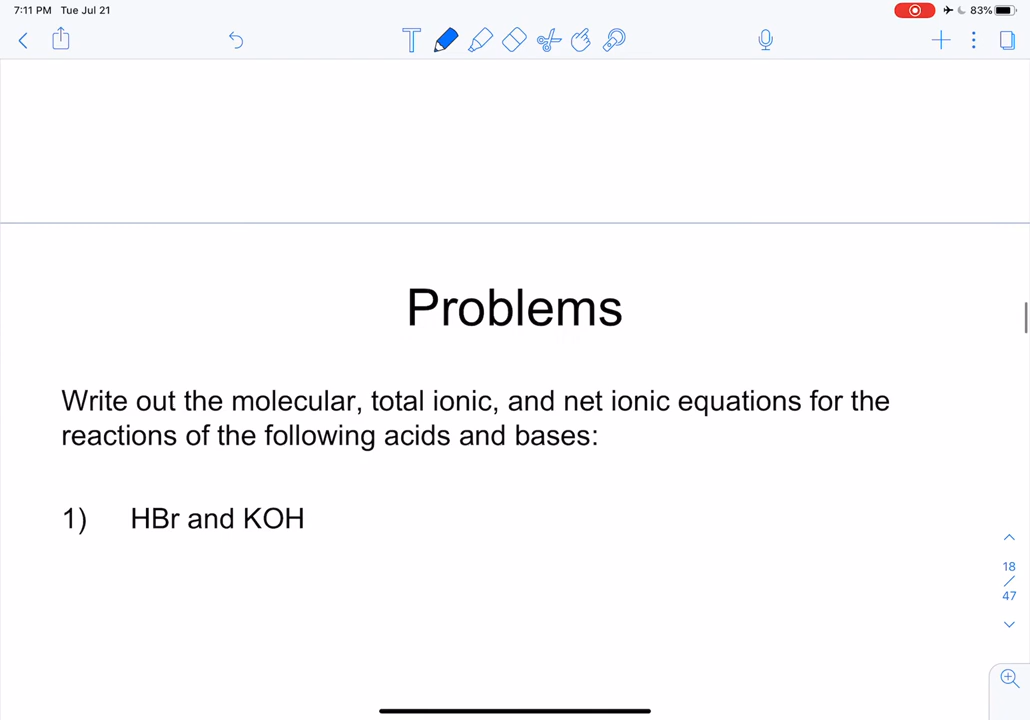 7:11 PM Tue Jul 21
83%
T
Problems
Write out the molecular, total ionic, and net ionic equations for the
reactions of the following acids and bases:
1) HBr and KOH
18
/
47